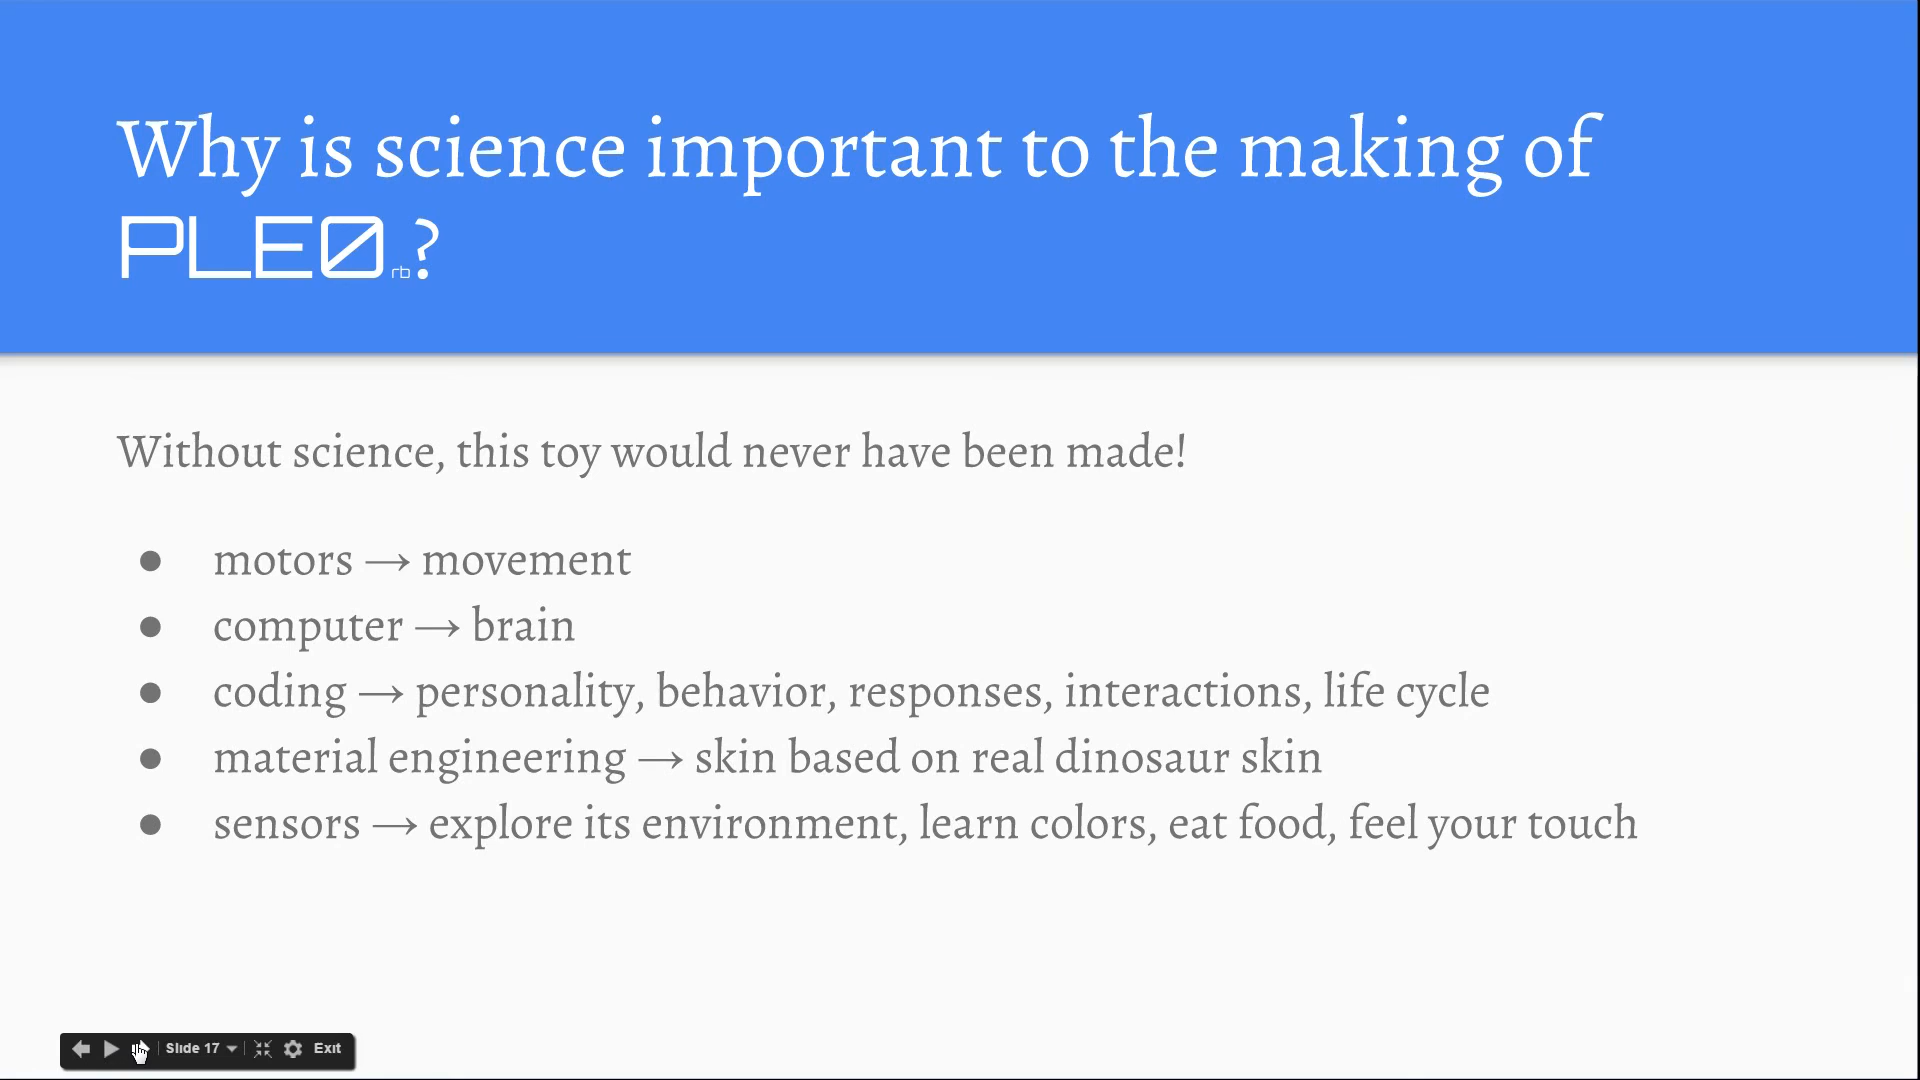 Why is science important to the making of
PLE0 rb?
Without science, this toy would never have been made!
● motors → movement
● computer → brain
● coding → personality, behavior, responses, interactions, life cycle
● material engineering → skin based on real dinosaur skin
● sensors → explore its environment, learn colors, eat food, feel your touch
Slide 17 Exit